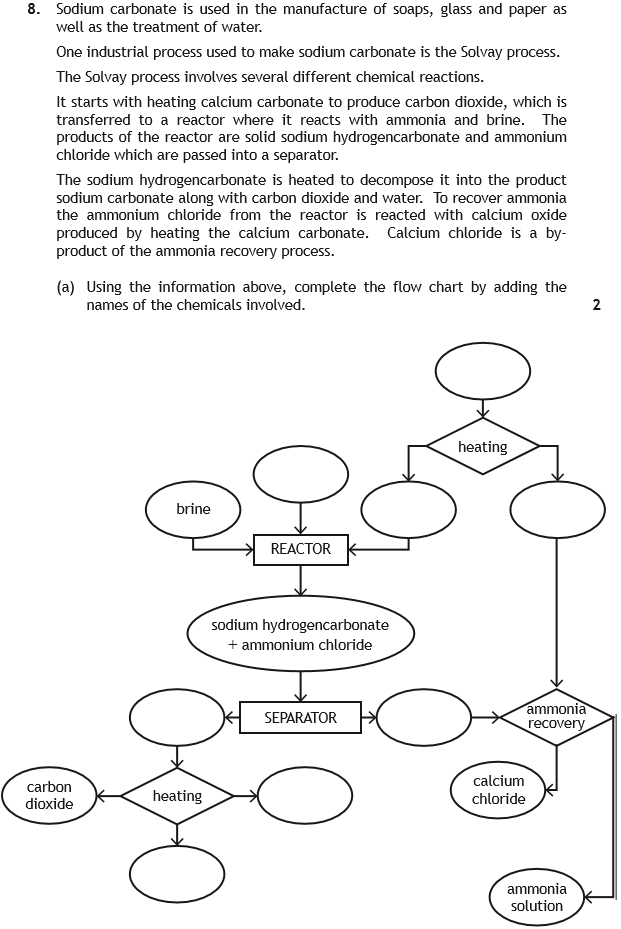 8. Sodium carbonate is used in the manufacture of soaps, glass and paper as
well as the treatment of water.
One industrial process used to make sodium carbonate is the Solvay process.
The Solvay process involves several different chemical reactions.
It starts with heating calcium carbonate to produce carbon dioxide, which is
transferred to a reactor where it reacts with ammonia and brine. The
products of the reactor are solid sodium hydrogencarbonate and ammonium
chloride which are passed into a separator.
The sodium hydrogencarbonate is heated to decompose it into the product
sodium carbonate along with carbon dioxide and water. To recover ammonia
the ammonium chloride from the reactor is reacted with calcium oxide
produced by heating the calcium carbonate. Calcium chloride is a by-
product of the ammonia recovery process.
(a) Using the information above, complete the flow chart by adding the
names of the chemicals involved. 2
heating
brine
REACTOR
sodium hydrogencarbonate
+ ammonium chloride
SEPARATOR
ammonia
recovery
carbon
dioxide
heating
calcium
chloride
ammonia
solution